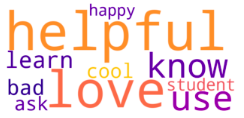 happy
helpful
learn
know
cool
bad
love
student
ask
use